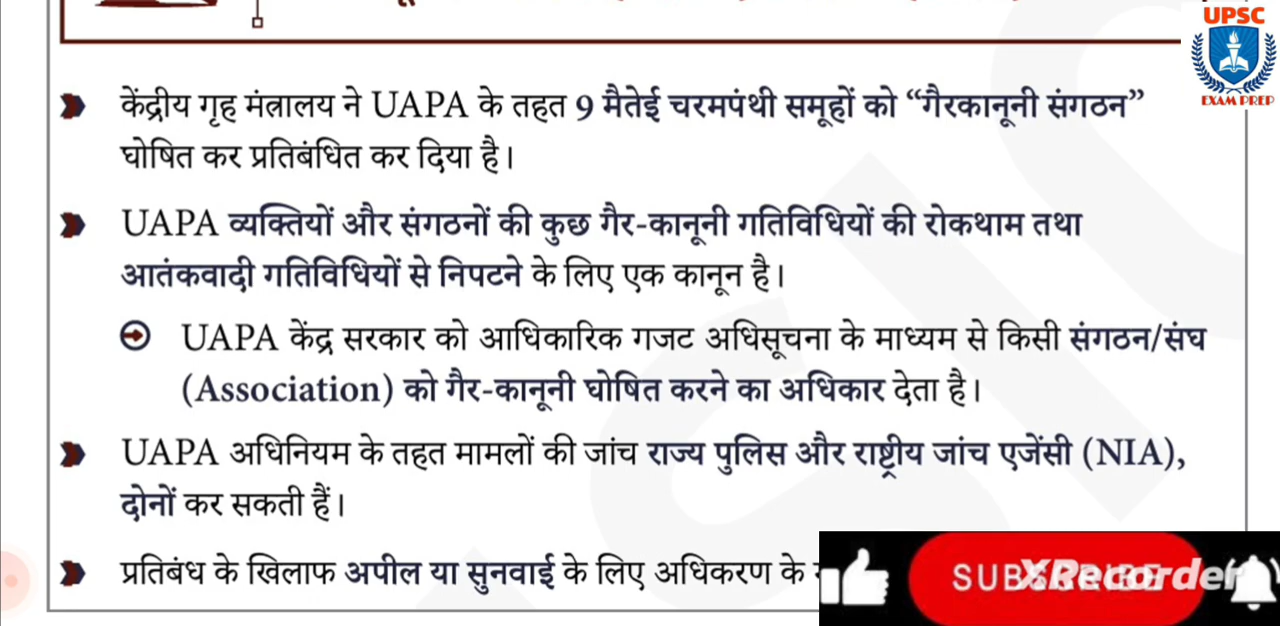 UPSC
EXAM PREP
केंद्रीय गृह मंत्रालय ने UAPA के तहत 9 मैतेई चरमपंथी समूहों को “गैरकानूनी संगठन”
घोषित कर प्रतिबंधित कर दिया है।
UAPA व्यक्तियों और संगठनों की कुछ गैर-कानूनी गतिविधियों की रोकथाम तथा
आतंकवादी गतिविधियों से निपटने के लिए एक कानून है।
UAPA केंद्र सरकार को आधिकारिक गजट अधिसूचना के माध्यम से किसी संगठन/संघ
(Association) को गैर-कानूनी घोषित करने का अधिकार देता है।
UAPA अधिनियम के तहत मामलों की जांच राज्य पुलिस और राष्ट्रीय जांच एजेंसी (NIA),
दोनों कर सकती हैं।
प्रतिबंध के खिलाफ अपील या सुनवाई के लिए अधिकरण के
SUBSCRIBE
XRecorder